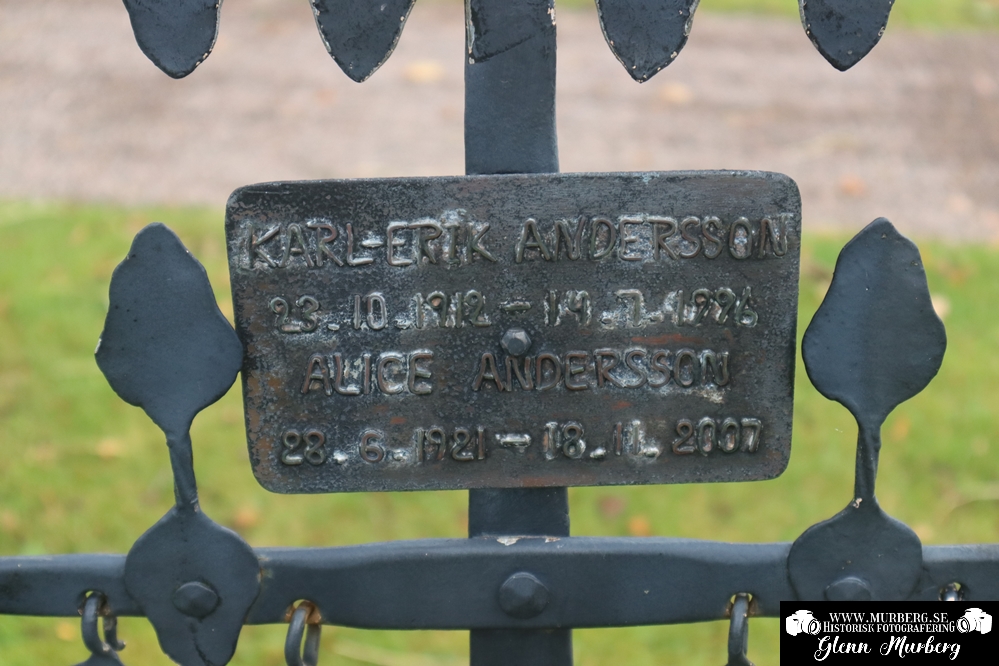 KARL-ERIK ANDERSSON
23.10.1912 – 14.7.1996
ALICE ANDERSSON
28.6.1921 – 18.11.2007
WWW.MURBERG.SE
HISTORISK FOTOGRAFERING
Glenn Murberg